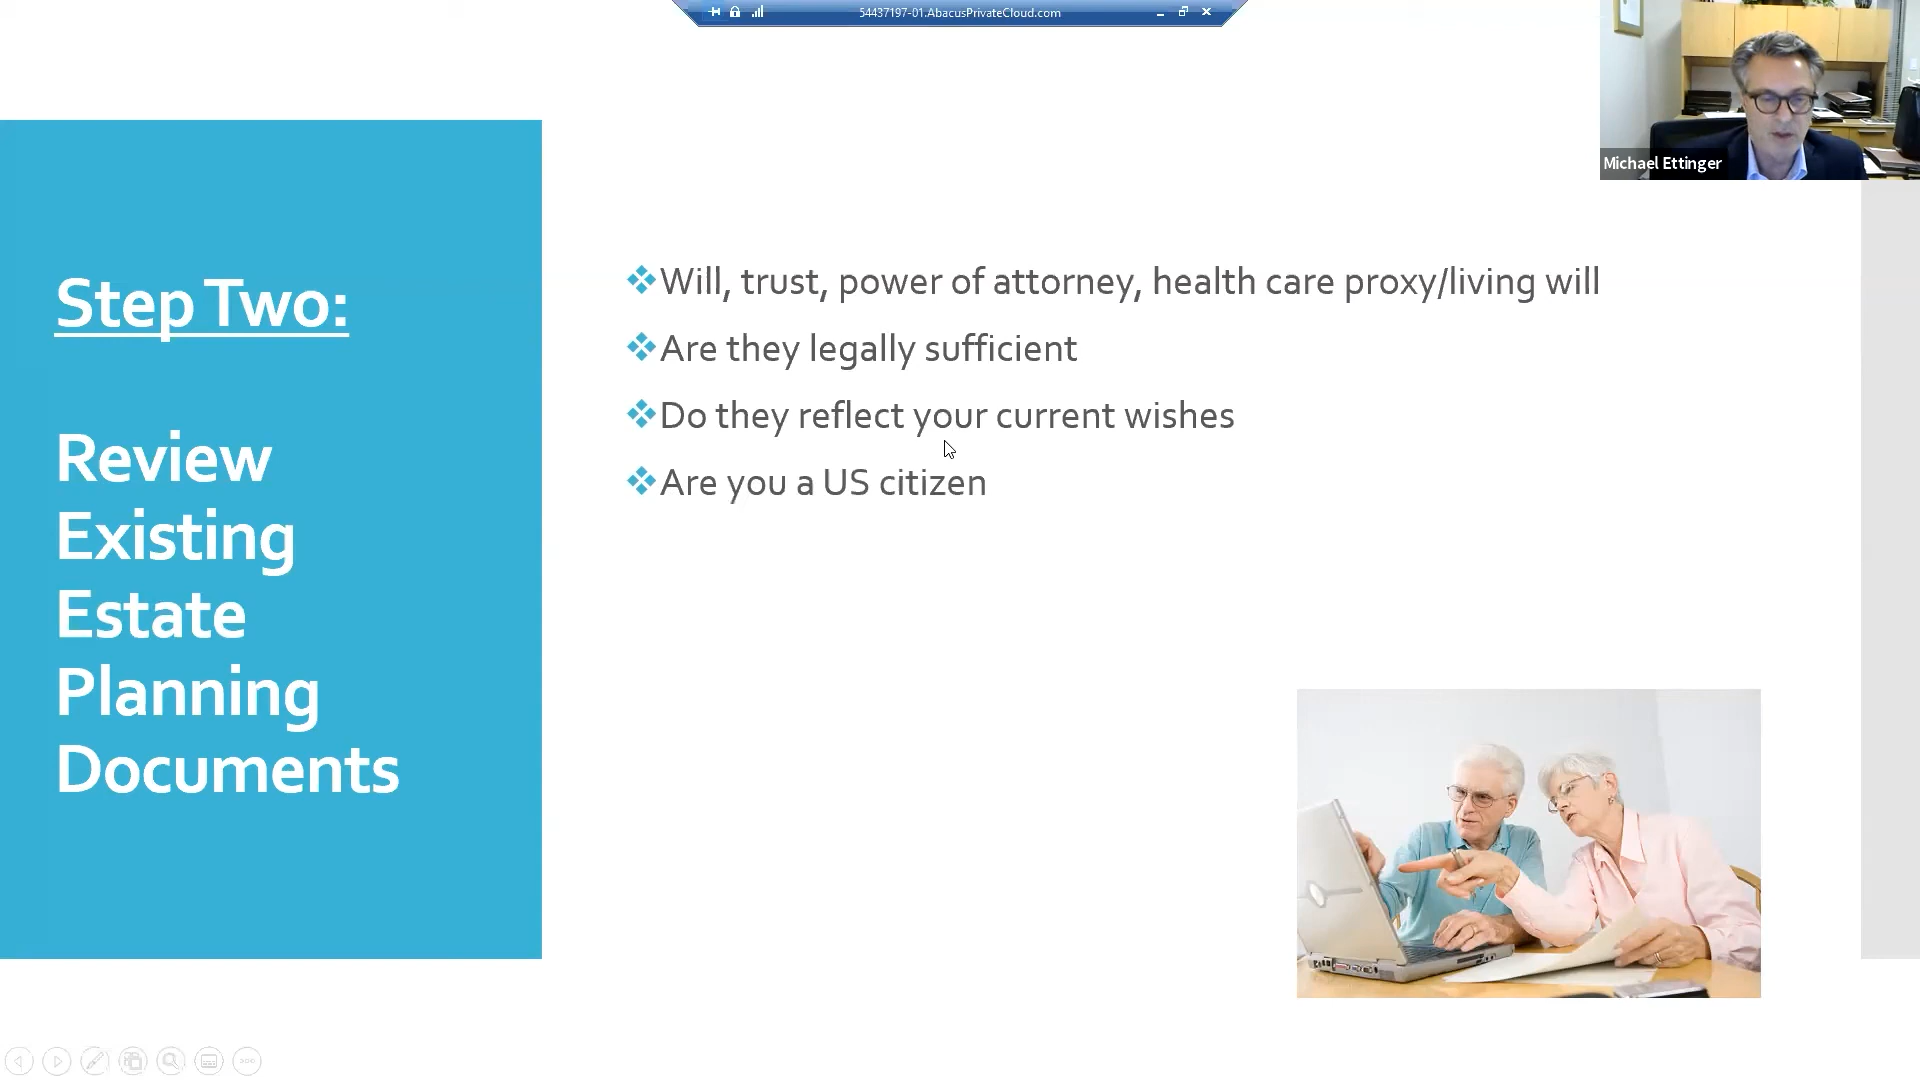 54437197-01.AbacusPrivateCloud.com
Michael Ettinger
Step Two:
Review
Existing
Estate
Planning
Documents
Will, trust, power of attorney, health care proxy/living will
Are they legally sufficient
Do they reflect your current wishes
Are you a US citizen